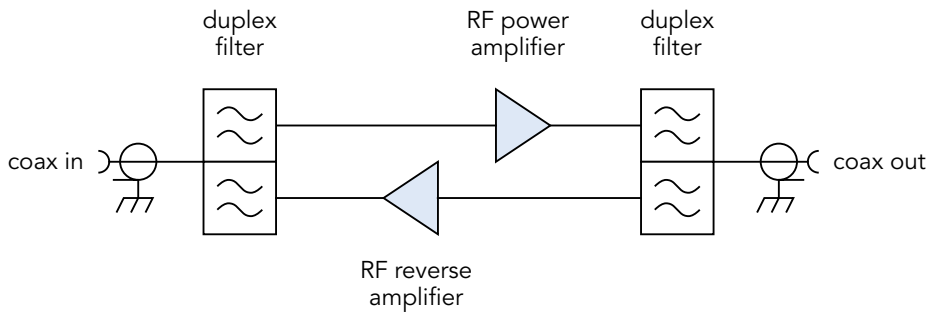 duplex
filter
RF power
amplifier
duplex
filter
coax in
coax out
RF reverse
amplifier